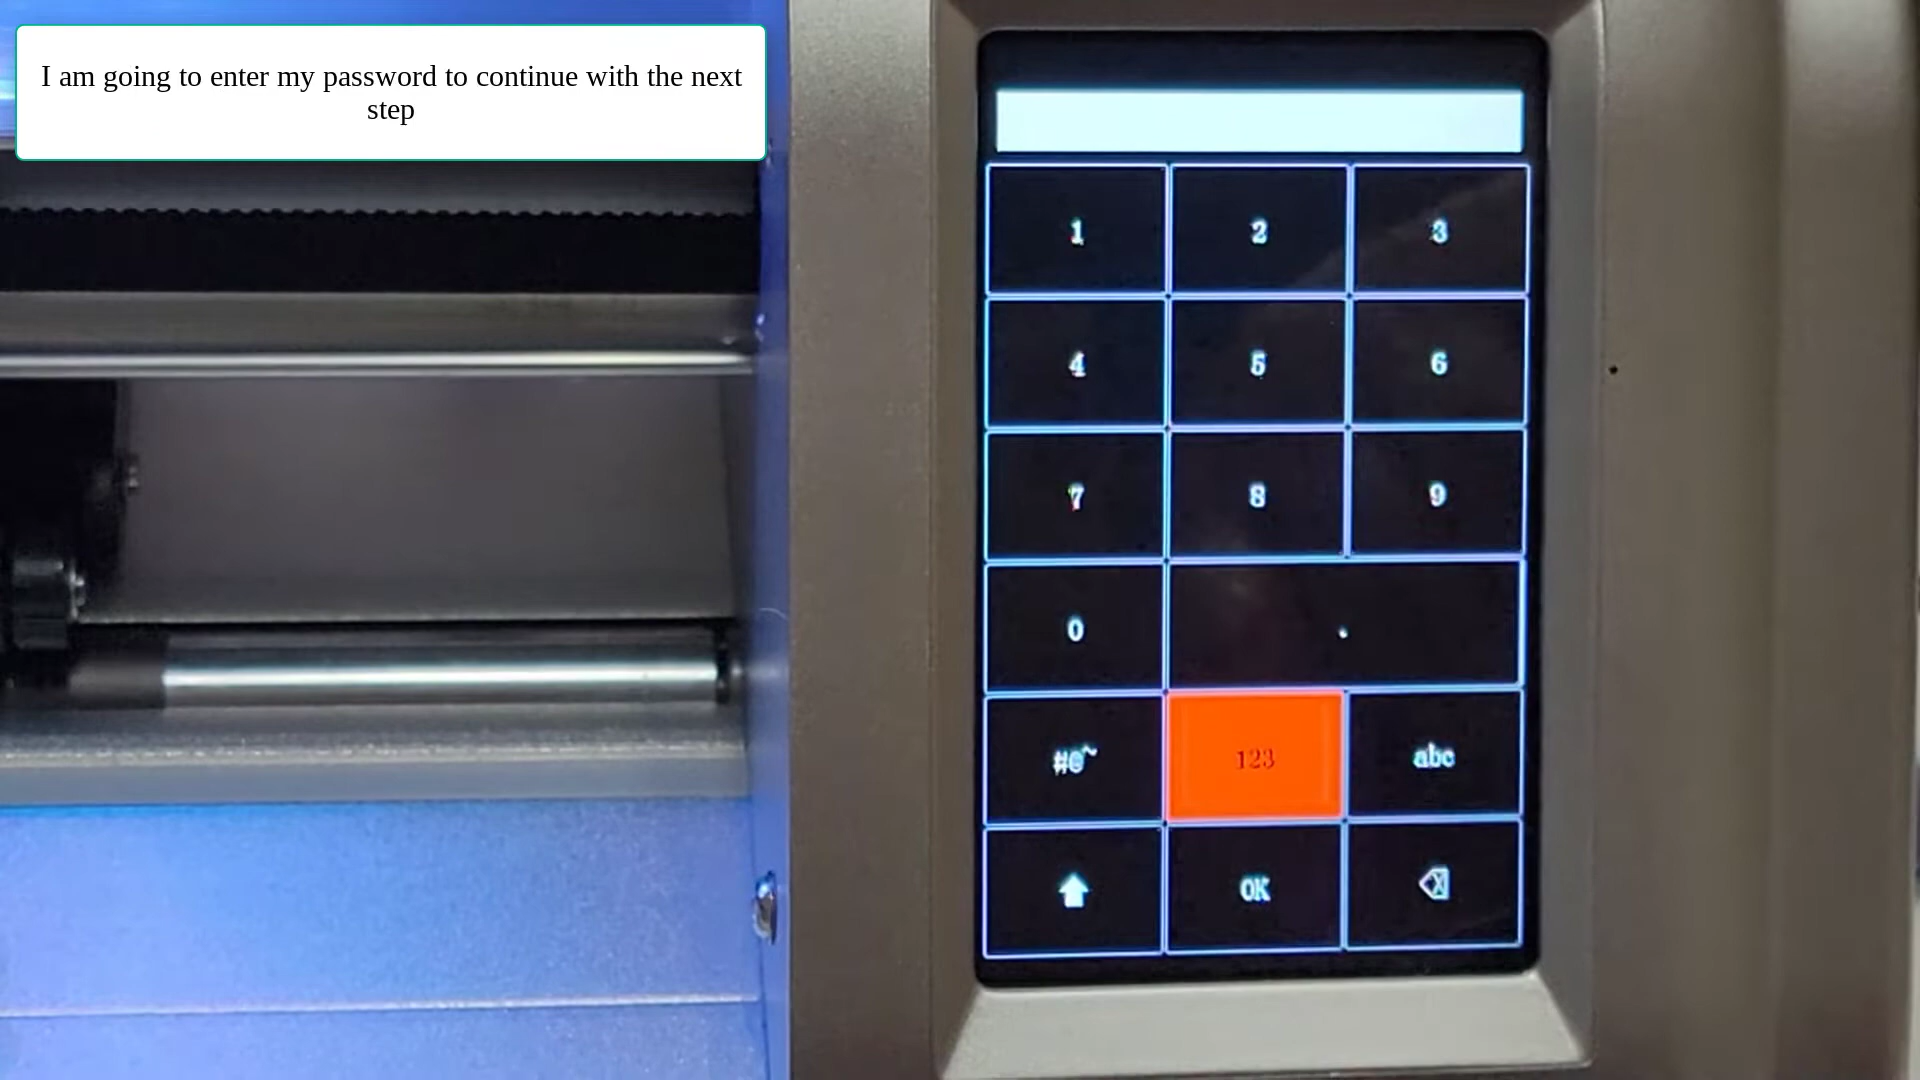 I am going to enter my password to continue with the next
step
1 2 3
4 5 6
7 8 9
0 .
#@~ 123 abc
OK